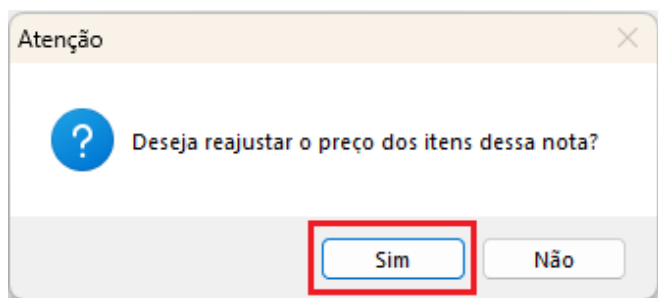 Atenção
Deseja reajustar o preço dos itens dessa nota?
Sim
Não